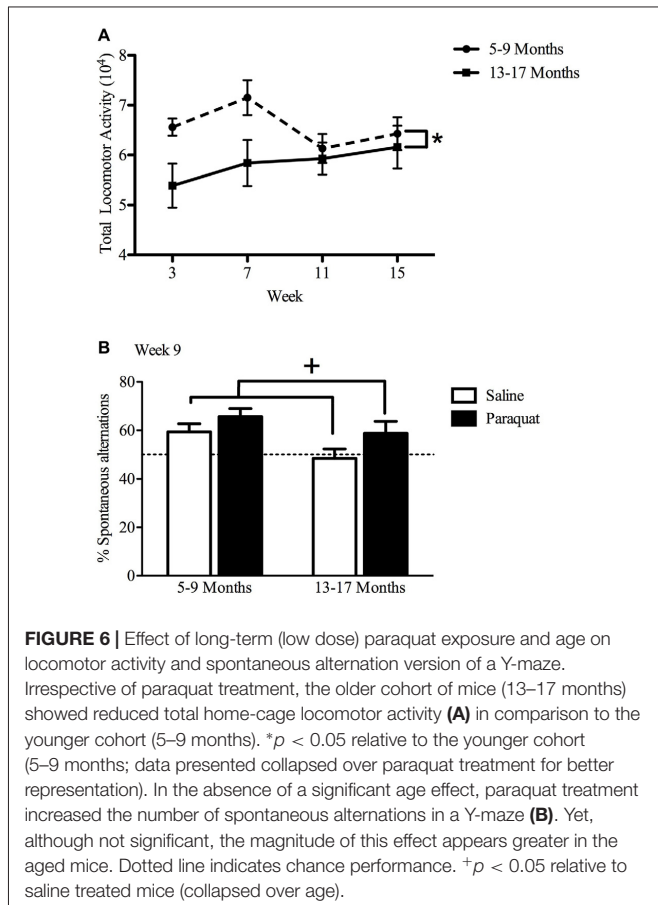 A
8
7
6
5
4
Total Locomotor Activity (10⁴)
3 7 11 15
Week
5-9 Months
13-17 Months
*
B Week 9
80
60
40
20
0
% Spontaneous alternations
+
5-9 Months 13-17 Months
Saline
Paraquat
FIGURE 6 | Effect of long-term (low dose) paraquat exposure and age on
locomotor activity and spontaneous alternation version of a Y-maze.
Irrespective of paraquat treatment, the older cohort of mice (13–17 months)
showed reduced total home-cage locomotor activity (A) in comparison to the
younger cohort (5–9 months). *p < 0.05 relative to the younger cohort
(5–9 months; data presented collapsed over paraquat treatment for better
representation). In the absence of a significant age effect, paraquat treatment
increased the number of spontaneous alternations in a Y-maze (B). Yet,
although not significant, the magnitude of this effect appears greater in the
aged mice. Dotted line indicates chance performance. ⁺p < 0.05 relative to
saline treated mice (collapsed over age).